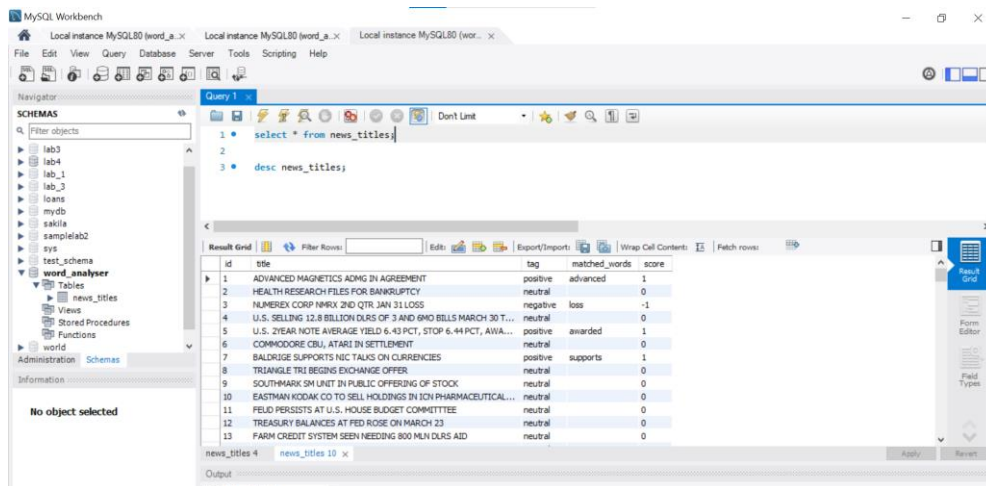 MySQL Workbench
Local instance MySQL80 (word_a... Local instance MySQL80 (word_a... Local instance MySQL80 (wor...
File Edit View Query Database Server Tools Scripting Help
Navigator
Query 1
SCHEMAS
Don't Limit
Filter objects
1 select * from news_titles;
2
3 desc news_titles;
lab3
lab4
lab_1
lab_3
loans
mydb
sakila
samplelab2
sys
test_schema
word_analyser
Tables
news_titles
Views
Stored Procedures
Functions
world
Administration Schemas
Information
No object selected
Result Grid Filter Rows: Edit: Export/Import: Wrap Cell Content: Fetch rows:
id title tag matched_words score
1 ADVANCED MAGNETICS ADMG IN AGREEMENT positive advanced 1
2 HEALTH RESEARCH FILES FOR BANKRUPTCY neutral 0
3 NUMEREX CORP NMRX 2ND QTR JAN 31 LOSS negative loss -1
4 U.S. SELLING 12.8 BILLION DLRS OF 3 AND 6MO BILLS MARCH 30 T... neutral 0
5 U.S. 2YEAR NOTE AVERAGE YIELD 6.43 PCT, STOP 6.44 PCT, AWA... positive awarded 1
6 COMMODORE CBU, ATARI IN SETTLEMENT neutral 0
7 BALDRIGE SUPPORTS NIC TALKS ON CURRENCIES positive supports 1
8 TRIANGLE TRI BEGINS EXCHANGE OFFER neutral 0
9 SOUTHMARK SM UNIT IN PUBLIC OFFERING OF STOCK neutral 0
10 EASTMAN KODAK CO TO SELL HOLDINGS IN ICN PHARMACEUTICAL... neutral 0
11 FEUD PERSISTS AT U.S. HOUSE BUDGET COMMITTTEE neutral 0
12 TREASURY BALANCES AT FED ROSE ON MARCH 23 neutral 0
13 FARM CREDIT SYSTEM SEEN NEEDING 800 MLN DLRS AID neutral 0
Result Grid
Form Editor
Field Types
news_titles 4 news_titles 10
Apply Revert
Output